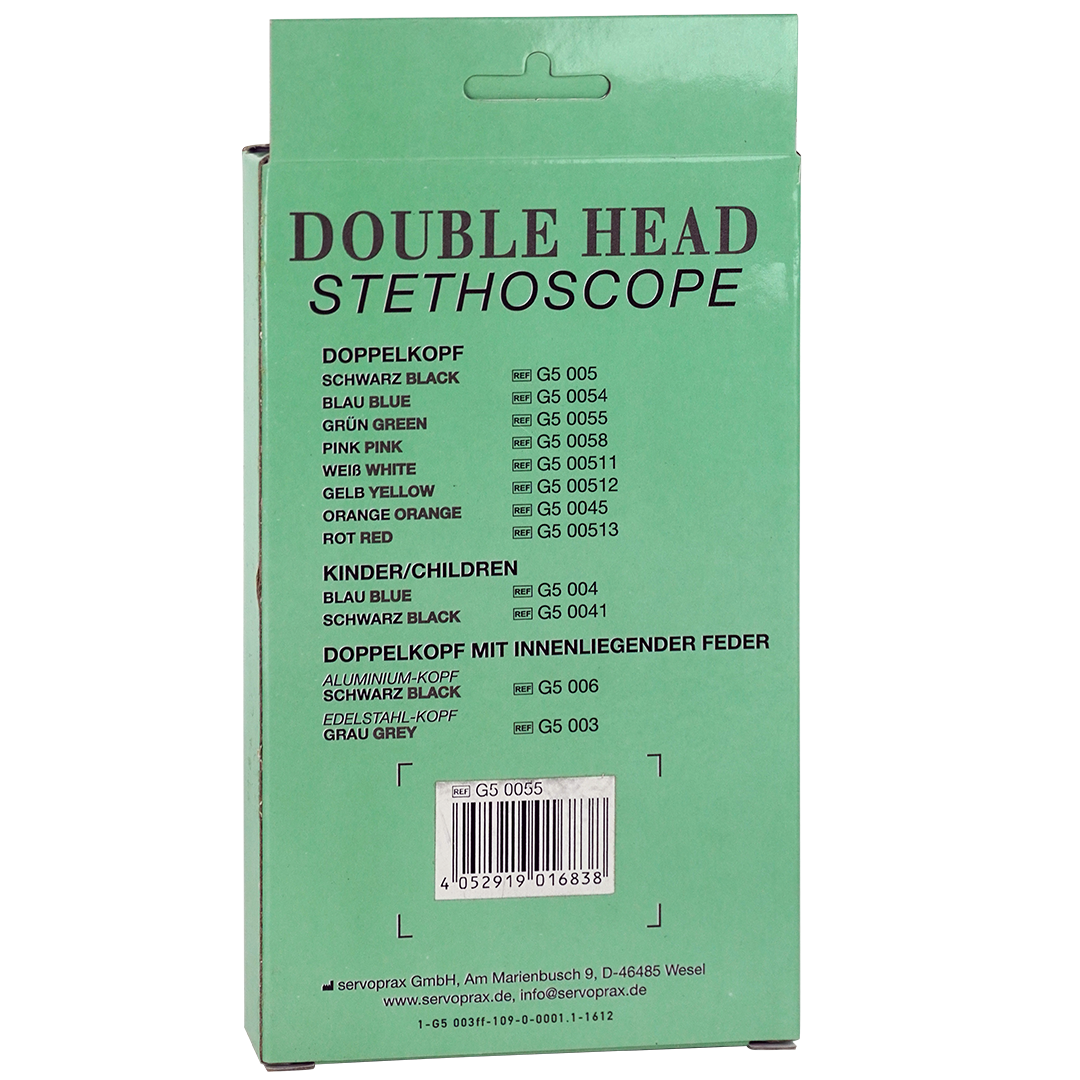 DOUBLE HEAD
STETHOSCOPE
DOPPELKOPF
SCHWARZ BLACK REF G5 005
BLAU BLUE REF G5 0054
GRÜN GREEN REF G5 0055
PINK PINK REF G5 0058
WEIß WHITE REF G5 00511
GELB YELLOW REF G5 00512
ORANGE ORANGE REF G5 0045
ROT RED REF G5 00513
KINDER/CHILDREN
BLAU BLUE REF G5 004
SCHWARZ BLACK REF G5 0041
DOPPELKOPF MIT INNENLIEGENDER FEDER
ALUMINIUM-KOPF
SCHWARZ BLACK REF G5 006
EDELSTAHL-KOPF
GRAU GREY REF G5 003
REF G5 0055
4 052919 016838
servoprax GmbH, Am Marienbusch 9, D-46485 Wesel
www.servoprax.de, info@servoprax.de
1-G5 003ff-109-0-0001.1-1612